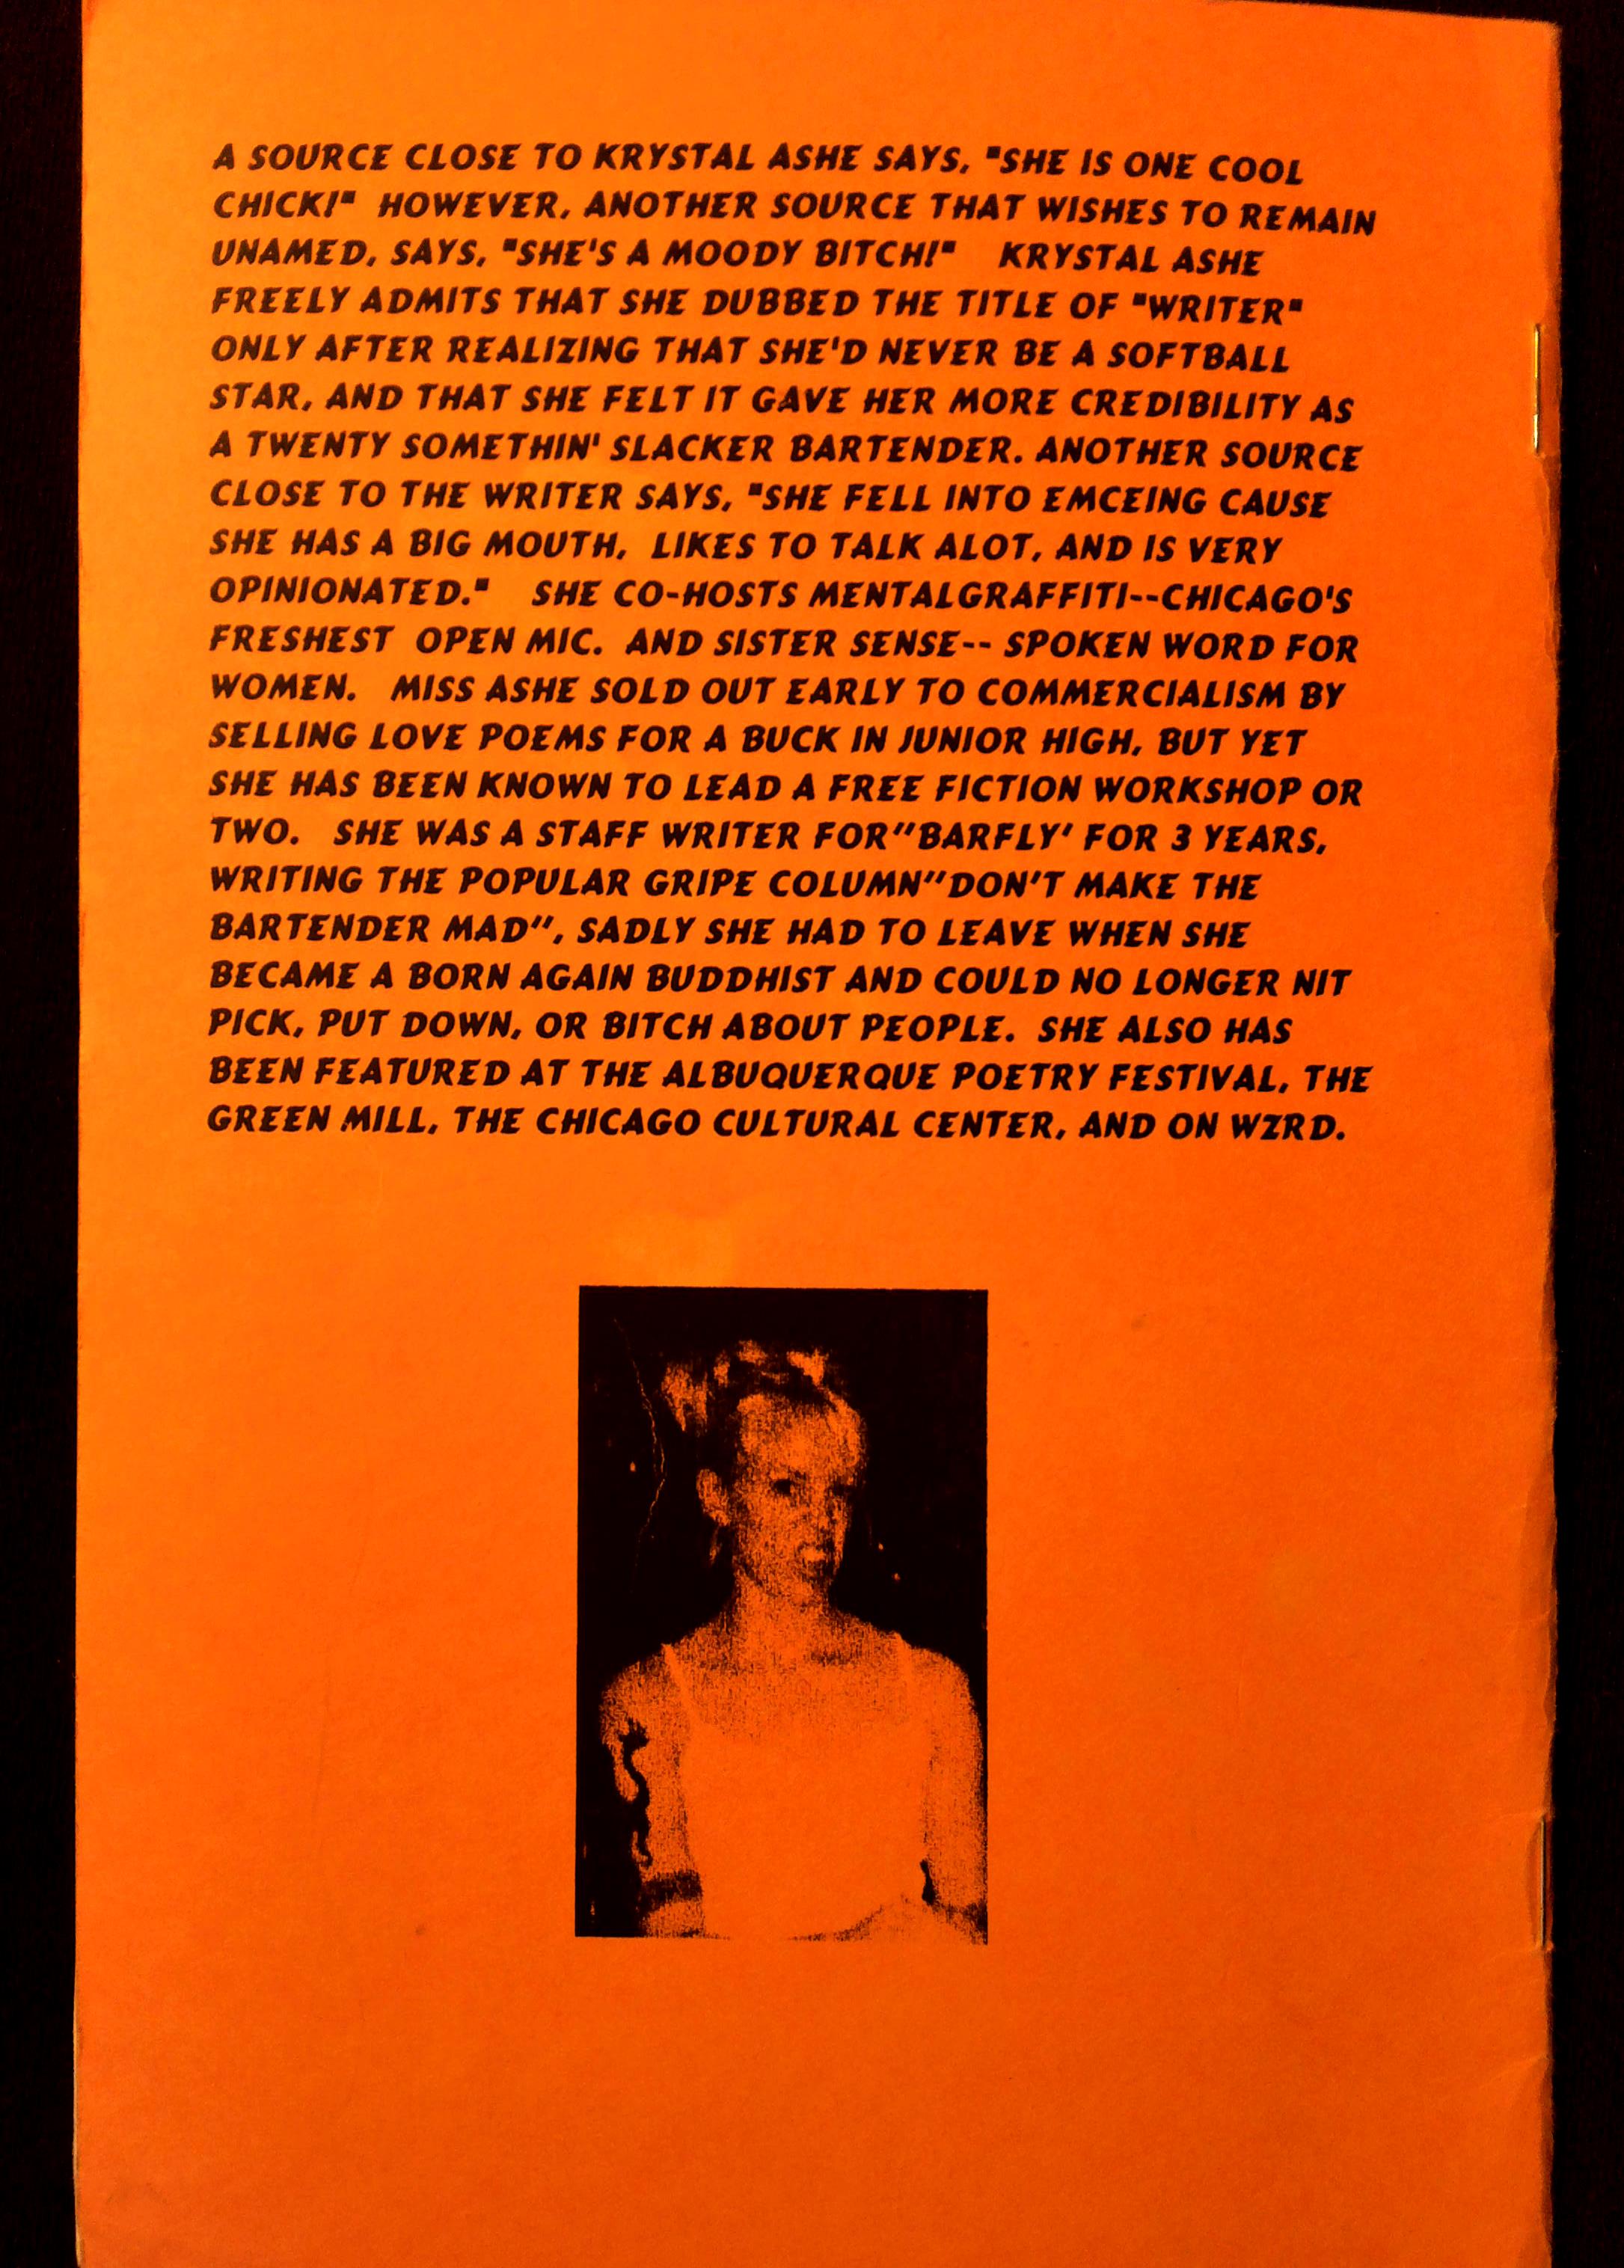 A SOURCE CLOSE TO KRYSTAL ASHE SAYS, "SHE IS ONE COOL
CHICK!" HOWEVER, ANOTHER SOURCE THAT WISHES TO REMAIN
UNAMED, SAYS, "SHE'S A MOODY BITCH!" KRYSTAL ASHE
FREELY ADMITS THAT SHE DUBBED THE TITLE OF "WRITER"
ONLY AFTER REALIZING THAT SHE'D NEVER BE A SOFTBALL
STAR, AND THAT SHE FELT IT GAVE HER MORE CREDIBILITY AS
A TWENTY SOMETHIN' SLACKER BARTENDER. ANOTHER SOURCE
CLOSE TO THE WRITER SAYS, "SHE FELL INTO EMCEING CAUSE
SHE HAS A BIG MOUTH, LIKES TO TALK ALOT, AND IS VERY
OPINIONATED." SHE CO-HOSTS MENTALGRAFFITI--CHICAGO'S
FRESHEST OPEN MIC. AND SISTER SENSE-- SPOKEN WORD FOR
WOMEN. MISS ASHE SOLD OUT EARLY TO COMMERCIALISM BY
SELLING LOVE POEMS FOR A BUCK IN JUNIOR HIGH, BUT YET
SHE HAS BEEN KNOWN TO LEAD A FREE FICTION WORKSHOP OR
TWO. SHE WAS A STAFF WRITER FOR"BARFLY' FOR 3 YEARS,
WRITING THE POPULAR GRIPE COLUMN"DON'T MAKE THE
BARTENDER MAD", SADLY SHE HAD TO LEAVE WHEN SHE
BECAME A BORN AGAIN BUDDHIST AND COULD NO LONGER NIT
PICK, PUT DOWN, OR BITCH ABOUT PEOPLE. SHE ALSO HAS
BEEN FEATURED AT THE ALBUQUERQUE POETRY FESTIVAL, THE
GREEN MILL, THE CHICAGO CULTURAL CENTER, AND ON WZRD.